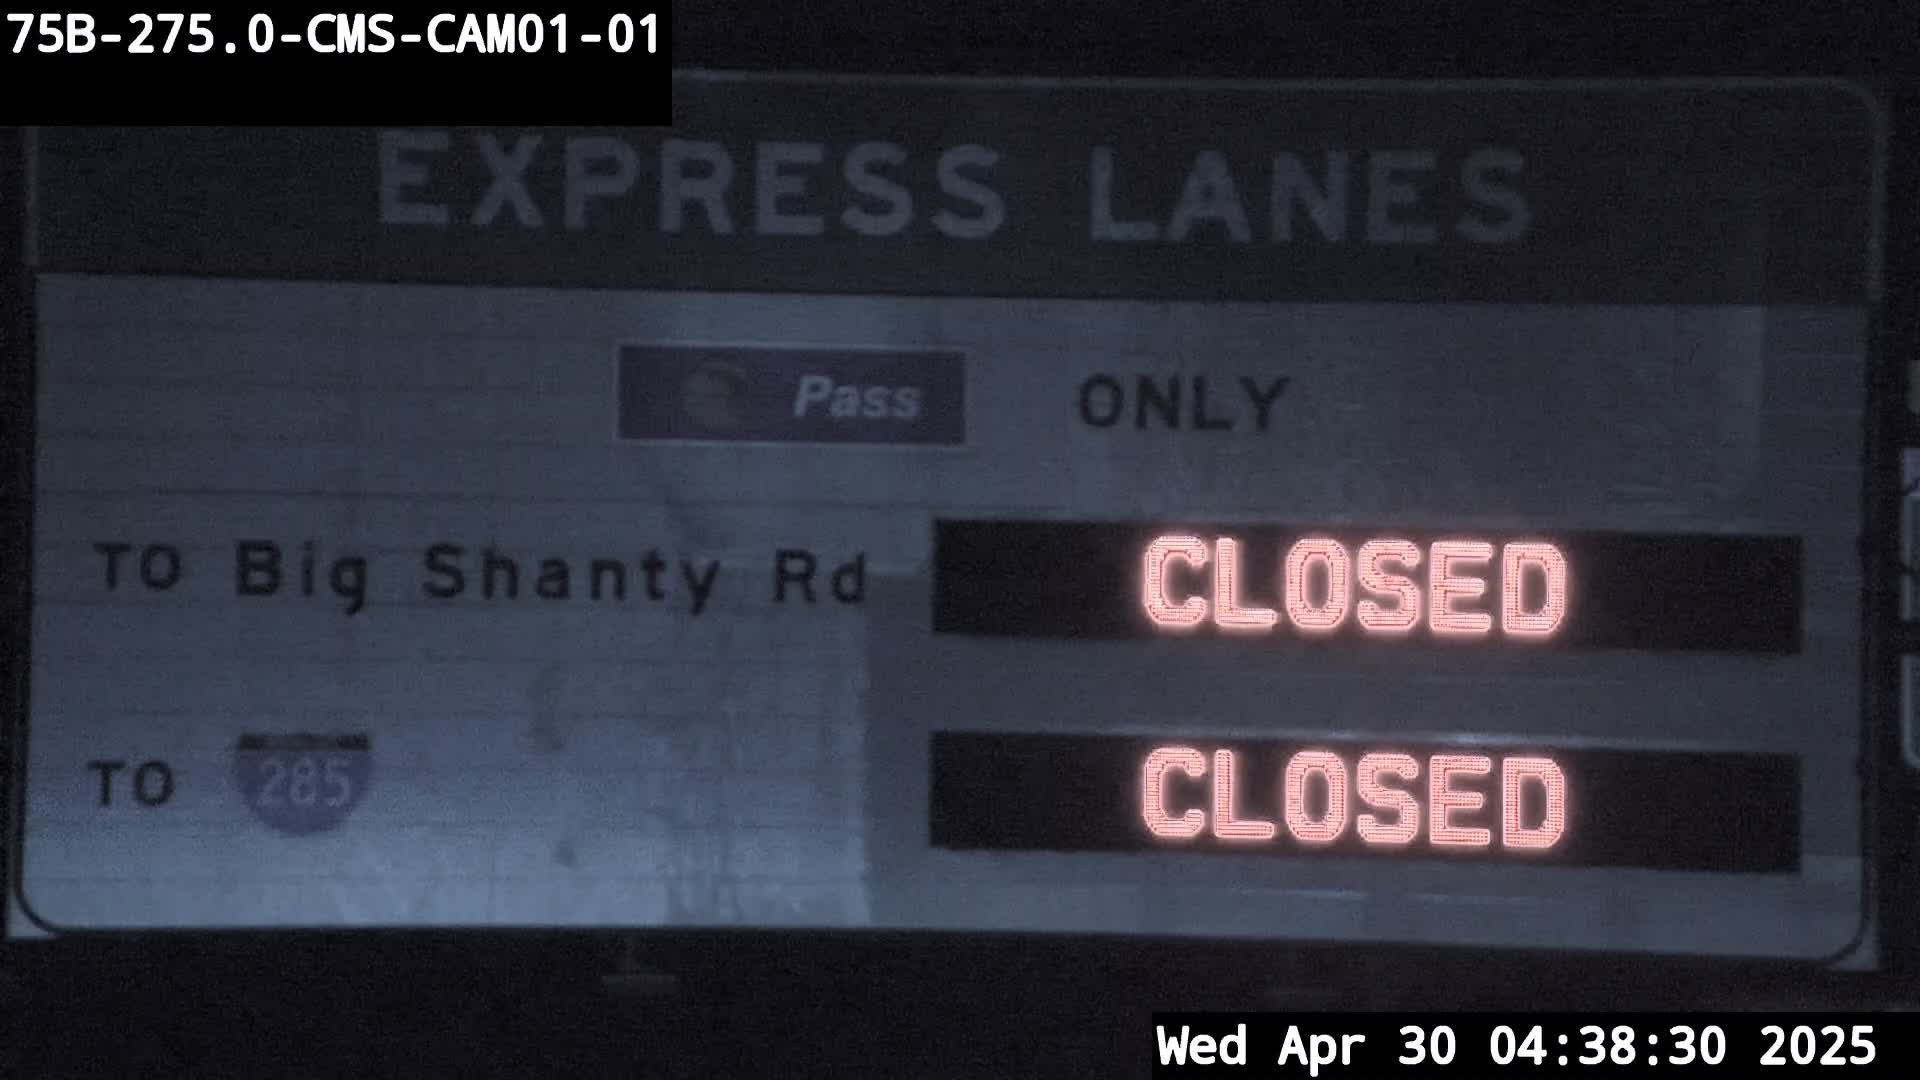 75B-275.0-CMS-CAM01-01
EXPRESS LANES
Pass ONLY
TO Big Shanty Rd CLOSED
TO 285 CLOSED
Wed Apr 30 04:38:30 2025